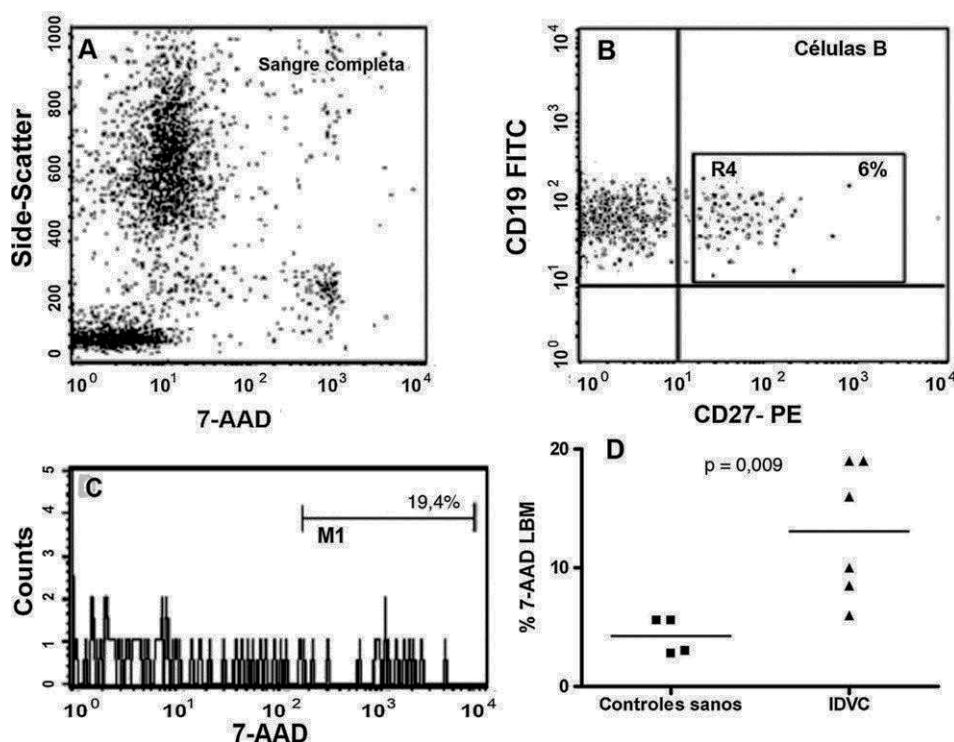 A
Sangre completa
Side-Scatter
1000
800
600
400
200
0
10^0 10^1 10^2 10^3 10^4
7-AAD
B
Células B
CD19 FITC
10^4
10^3
10^2
10^1
10^0
R4 6%
10^0 10^1 10^2 10^3 10^4
CD27- PE
C
19,4%
M1
Counts
5
4
3
2
1
0
10^0 10^1 10^2 10^3 10^4
7-AAD
D
p = 0,009
% 7-AAD LBM
20
10
0
Controles sanos IDVC